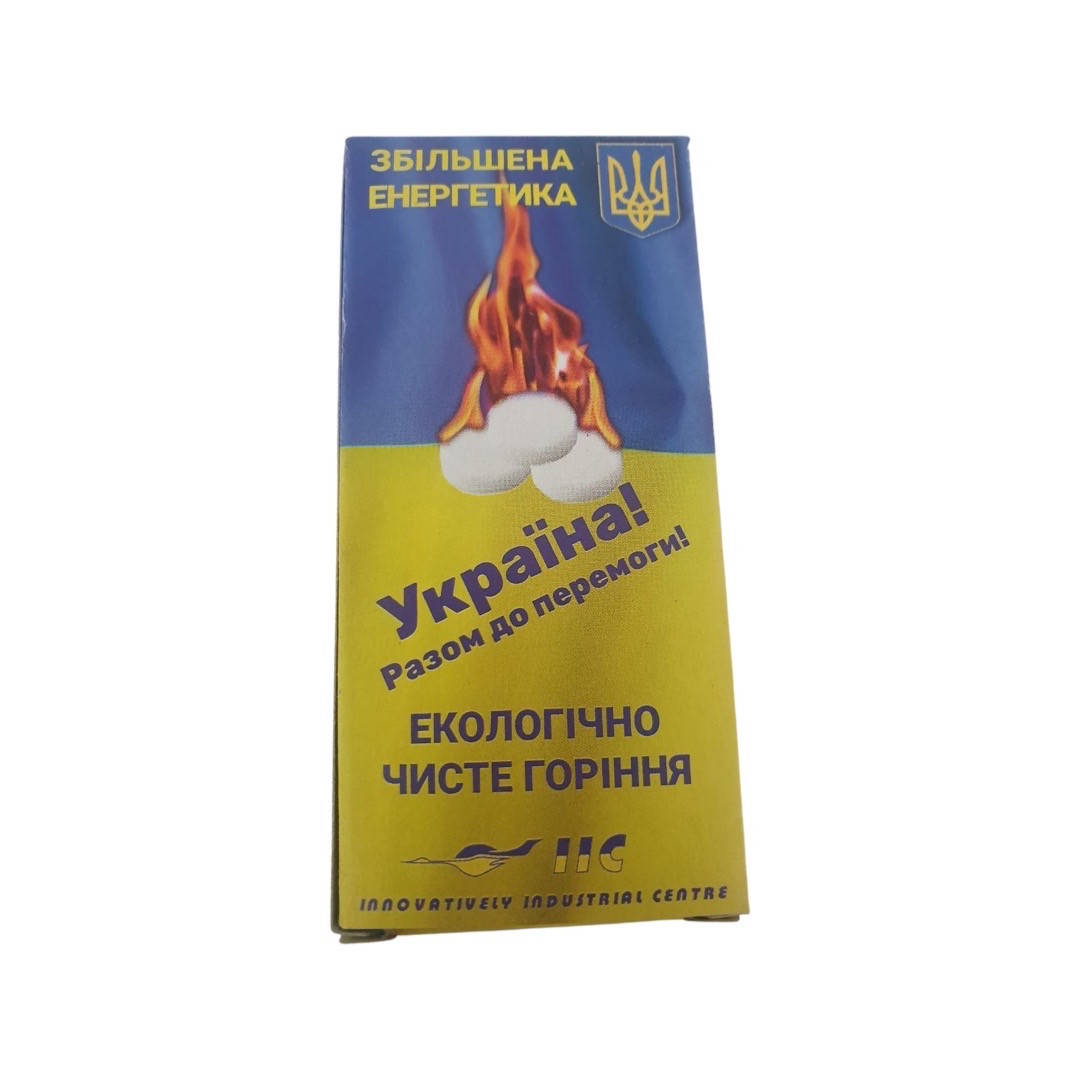 ЗБІЛЬШЕНА
ЕНЕРГЕТИКА
Україна!
Разом до перемоги!
ЕКОЛОГІЧНО
ЧИСТЕ ГОРІННЯ
IIC
INNOVATIVELY INDUSTRIAL CENTRE